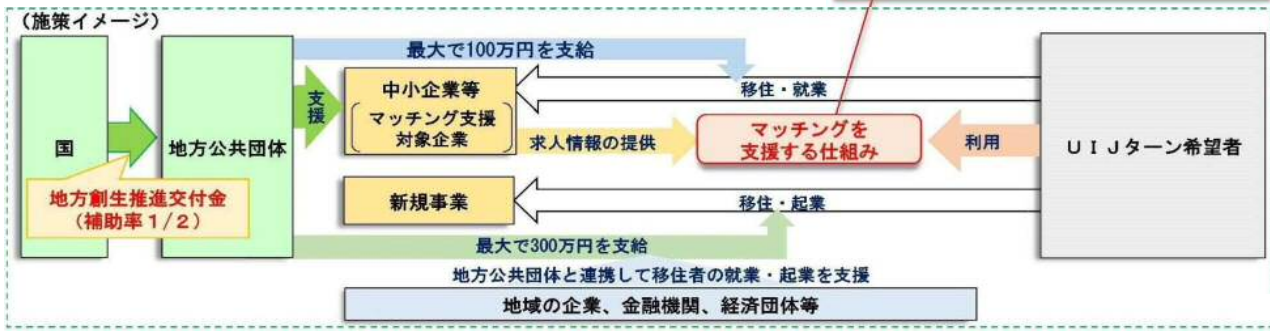 （施策イメージ）
最大で100万円を支給
国
地方公共団体
地方創生推進交付金
（補助率１/２）
支援
中小企業等
マッチング支援
対象企業
移住・就業
求人情報の提供
マッチングを
支援する仕組み
利用
ＵＩＪターン希望者
新規事業
移住・起業
最大で300万円を支給
地方公共団体と連携して移住者の就業・起業を支援
地域の企業、金融機関、経済団体等